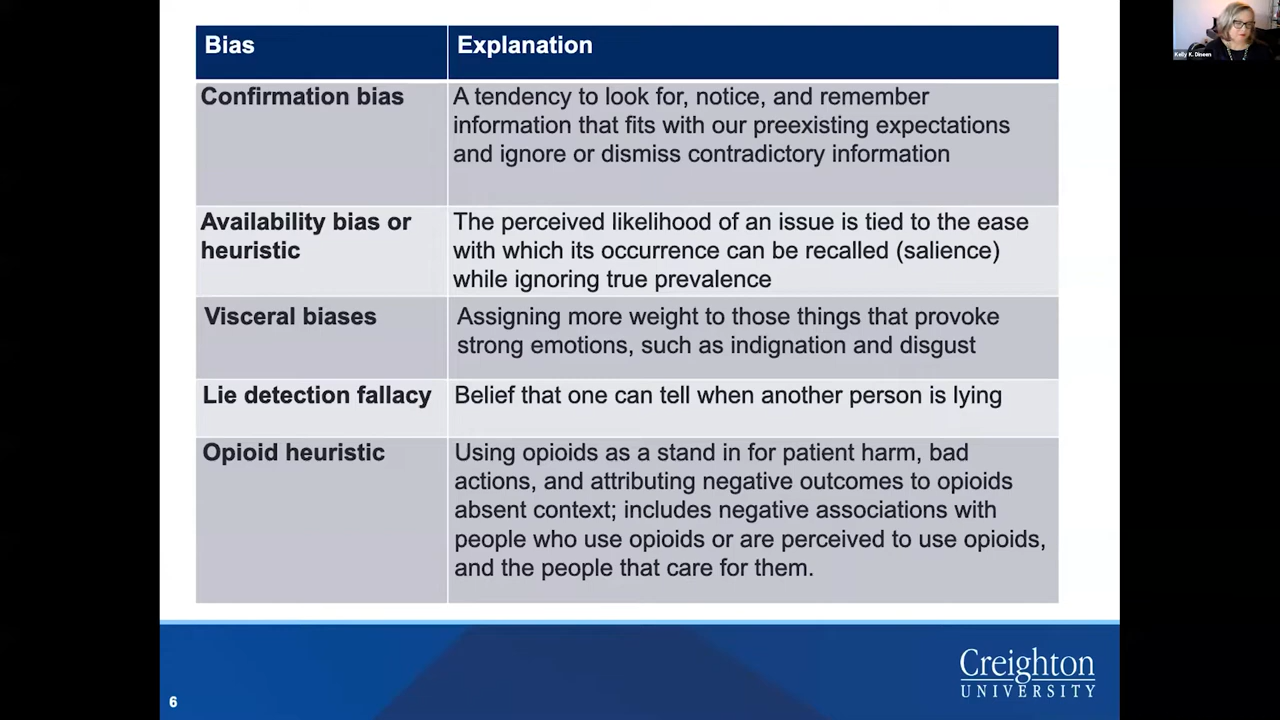 Bias
Explanation
Confirmation bias
A tendency to look for, notice, and remember
information that fits with our preexisting expectations
and ignore or dismiss contradictory information
Availability bias or
heuristic
The perceived likelihood of an issue is tied to the ease
with which its occurrence can be recalled (salience)
while ignoring true prevalence
Visceral biases
Assigning more weight to those things that provoke
strong emotions, such as indignation and disgust
Lie detection fallacy
Belief that one can tell when another person is lying
Opioid heuristic
Using opioids as a stand in for patient harm, bad
actions, and attributing negative outcomes to opioids
absent context; includes negative associations with
people who use opioids or are perceived to use opioids,
and the people that care for them.
Creighton
UNIVERSITY
6
Kelly K. Dineen